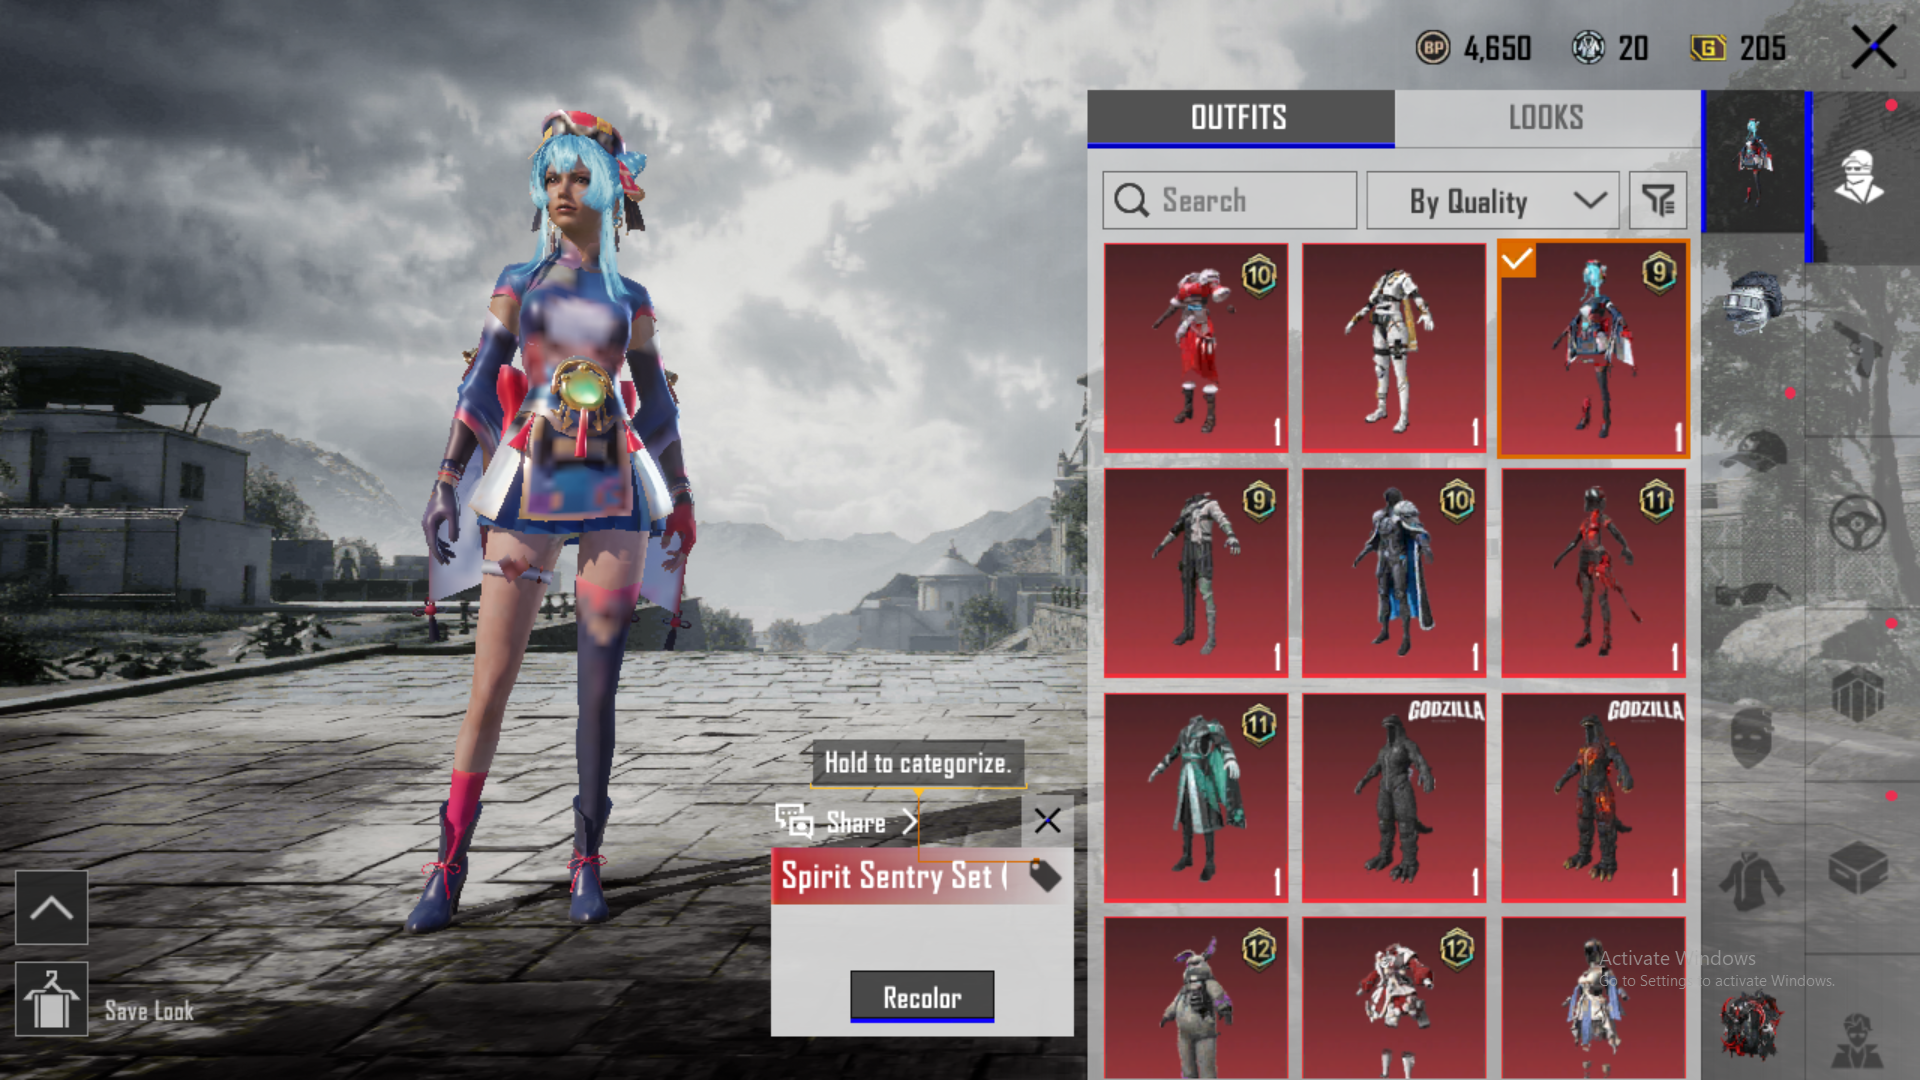 BP 4,650 20 G 205
OUTFITS LOOKS
Search By Quality
10 9
1 1 1
9 10 11
1 1 1
11 GODZILLA GODZILLA
1 1 1
12 12
Hold to categorize.
Share
Spirit Sentry Set (
Recolor
Save Look
Activate Windows
Go to Settings to activate Windows.